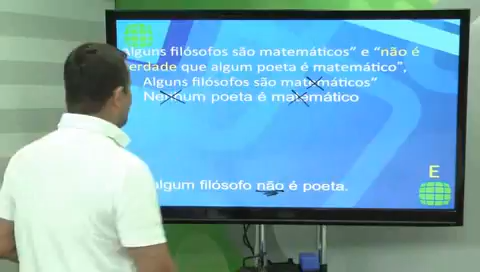 Alguns filósofos são matemáticos” e “não é
verdade que algum poeta é matemático”,
Alguns filósofos são matemáticos”
Nenhum poeta é matemático
algum filósofo não é poeta.
E